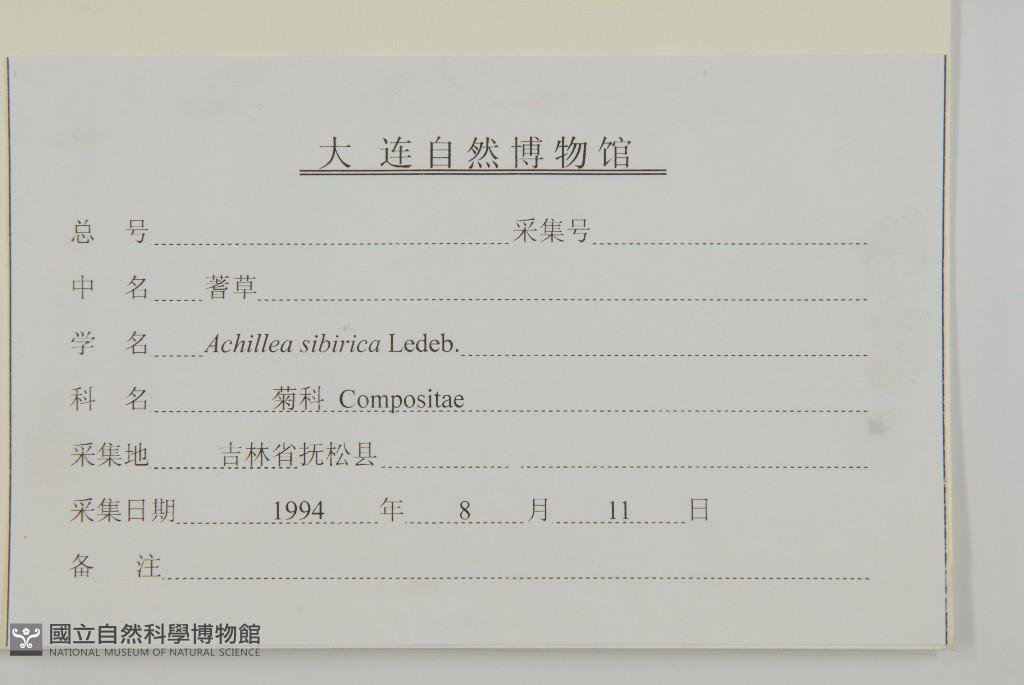 大连自然博物馆
总 号 采集号
中 名 蓍草
学 名 Achillea sibirica Ledeb.
科 名 菊科 Compositae
采集地 吉林省抚松县
采集日期 1994 年 8 月 11 日
备 注
國立自然科學博物館
NATIONAL MUSEUM OF NATURAL SCIENCE